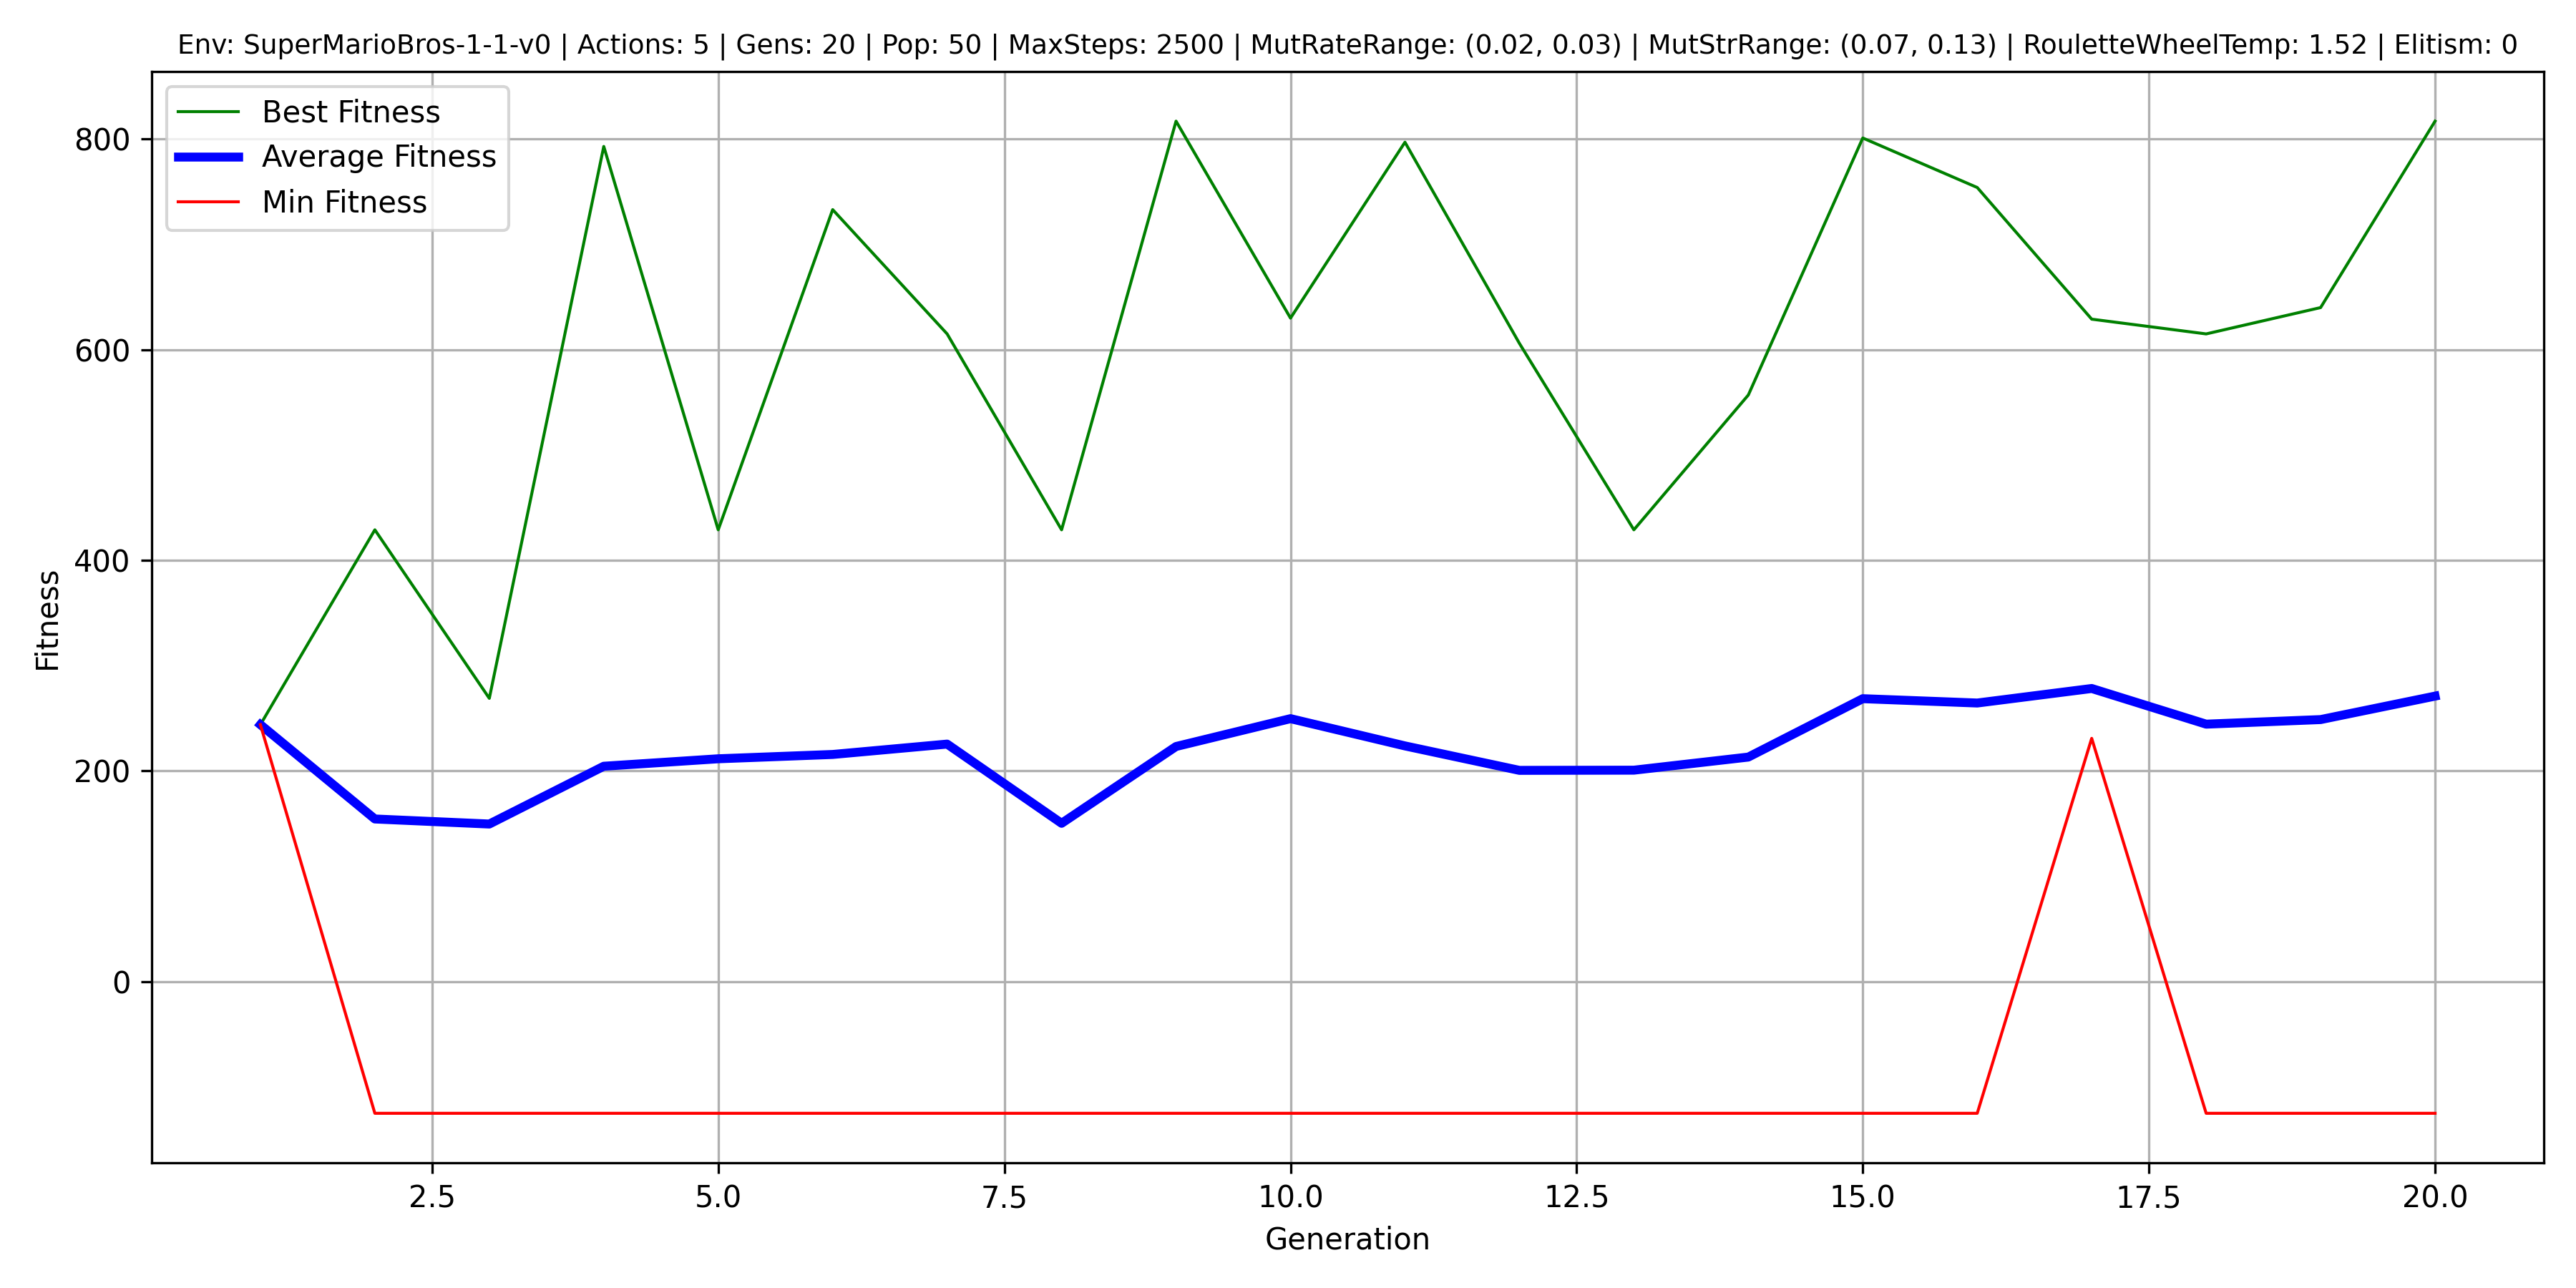 Env: SuperMarioBros-1-1-v0 | Actions: 5 | Gens: 20 | Pop: 50 | MaxSteps: 2500 | MutRateRange: (0.02, 0.03) | MutStrRange: (0.07, 0.13) | RouletteWheelTemp: 1.52 | Elitism: 0
Best Fitness
Average Fitness
Min Fitness
800
600
400
200
0
Fitness
2.5 5.0 7.5 10.0 12.5 15.0 17.5 20.0
Generation